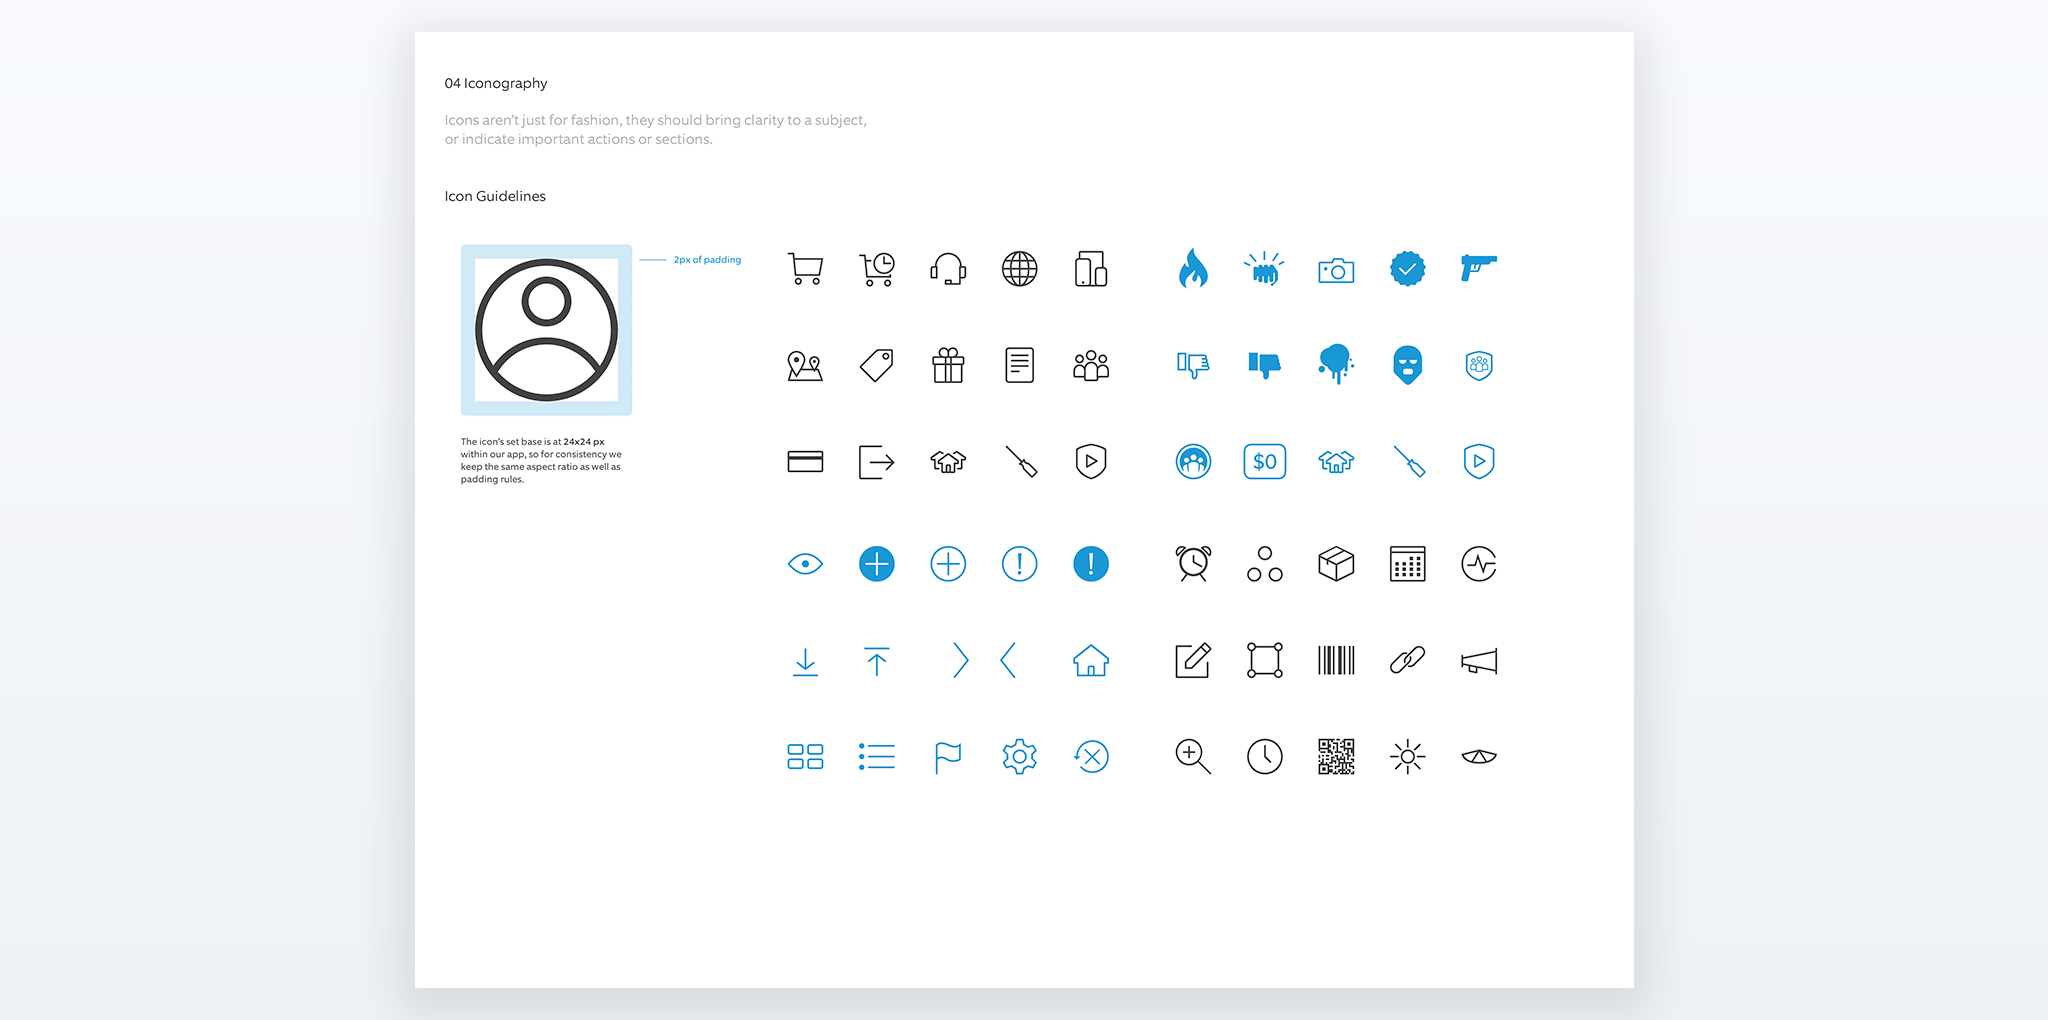 04 Iconography
Icons aren't just for fashion, they should bring clarity to a subject,
or indicate important actions or sections.
Icon Guidelines
2px of padding
The icon's set base is at 24x24 px
within our app, so for consistency we
keep the same aspect ratio as well as
padding rules.
$0